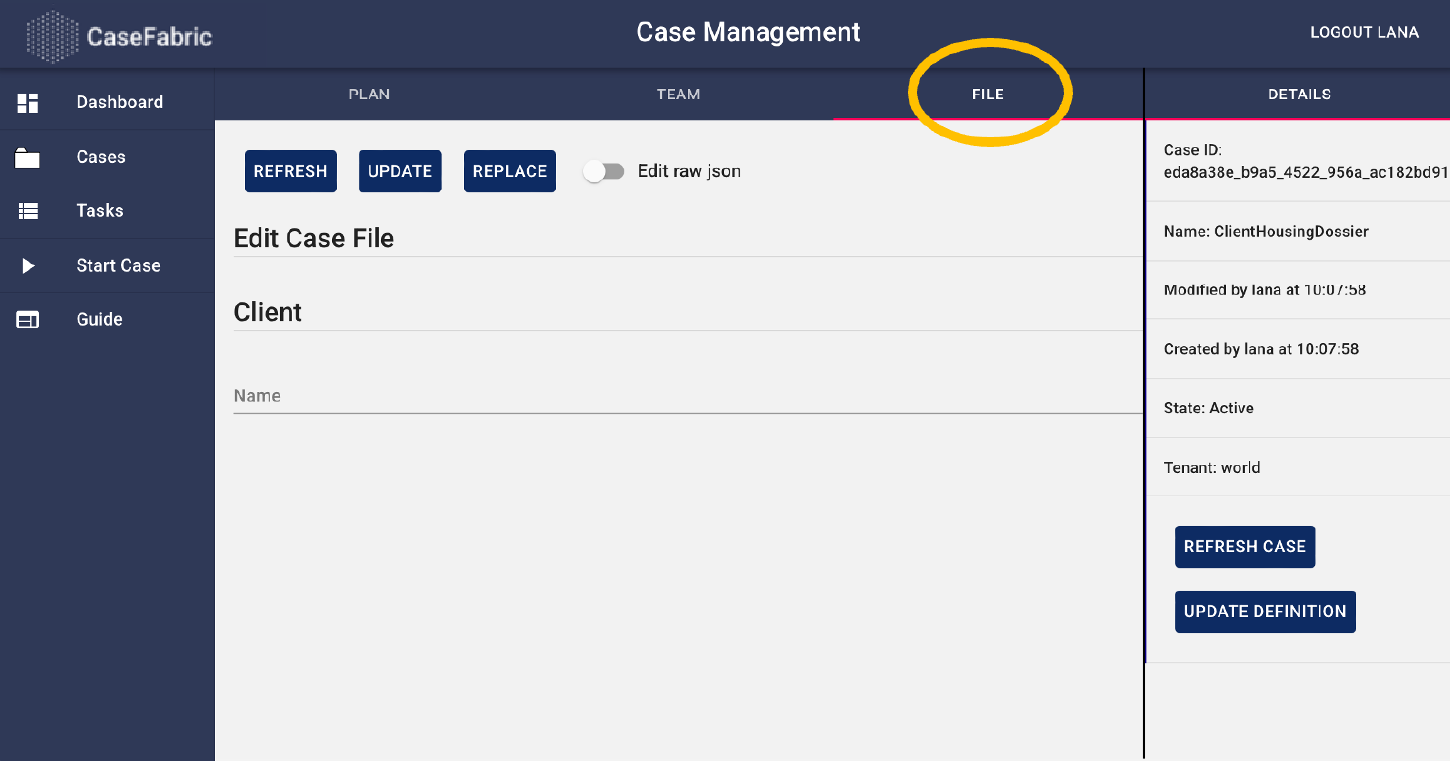 CaseFabric
Case Management
LOGOUT LANA
Dashboard
Cases
Tasks
Start Case
Guide
PLAN
TEAM
FILE
REFRESH
UPDATE
REPLACE
Edit raw json
Edit Case File
Client
Name
DETAILS
Case ID:
eda8a38e_b9a5_4522_956a_ac182bd91
Name: ClientHousingDossier
Modified by lana at 10:07:58
Created by lana at 10:07:58
State: Active
Tenant: world
REFRESH CASE
UPDATE DEFINITION